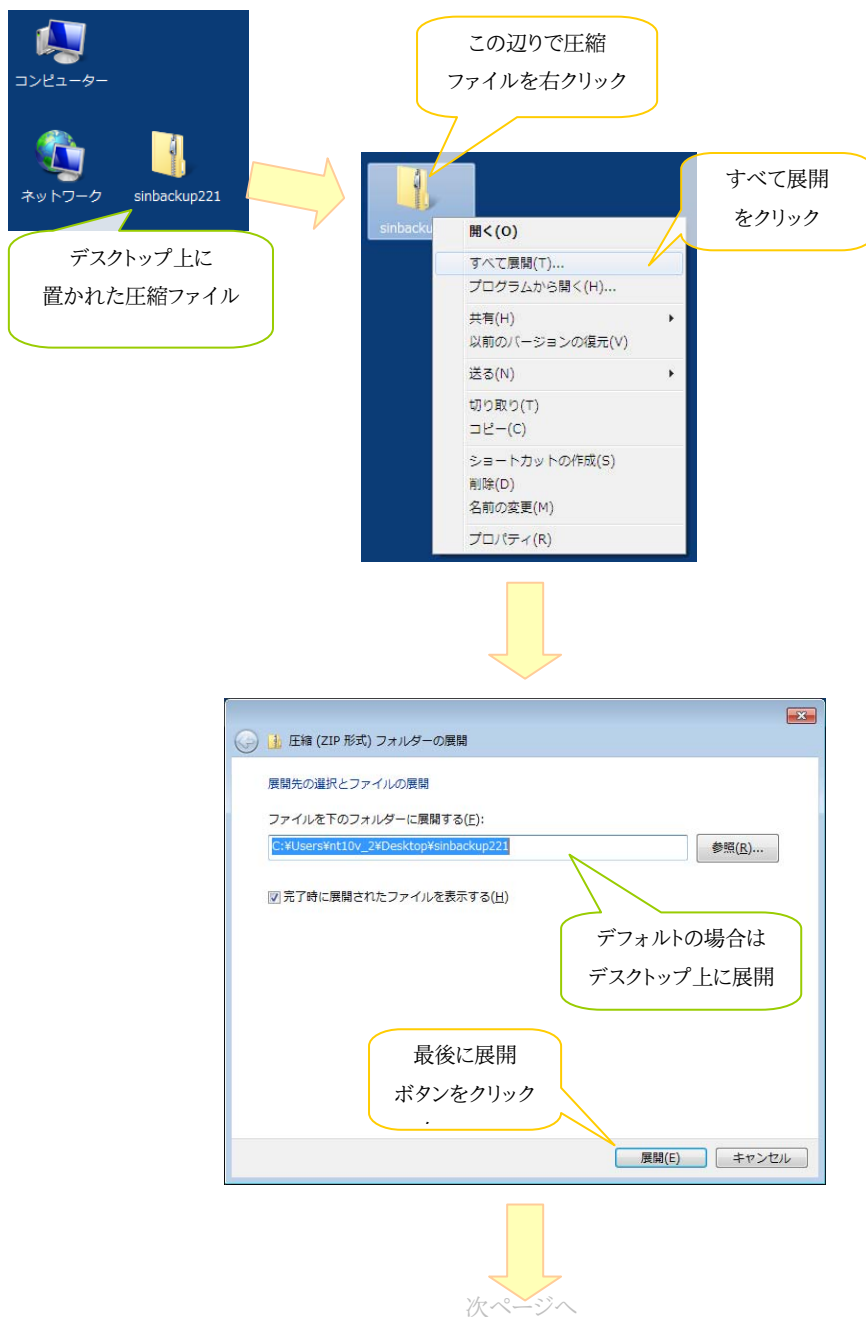 コンピューター
ネットワーク
sinbackup221
デスクトップ上に
置かれた圧縮ファイル
この辺りで圧縮
ファイルを右クリック
すべて展開
をクリック
sinbacku
開く(O)
すべて展開(T)...
プログラムから開く(H)...
共有(H)
以前のバージョンの復元(V)
送る(N)
切り取り(T)
コピー(C)
ショートカットの作成(S)
削除(D)
名前の変更(M)
プロパティ(R)
圧縮 (ZIP 形式) フォルダーの展開
展開先の選択とファイルの展開
ファイルを下のフォルダーに展開する(F):
C:¥Users¥nt10v_2¥Desktop¥sinbackup221
参照(R)...
完了時に展開されたファイルを表示する(H)
デフォルトの場合は
デスクトップ上に展開
最後に展開
ボタンをクリック
展開(E)
キャンセル
次ページへ